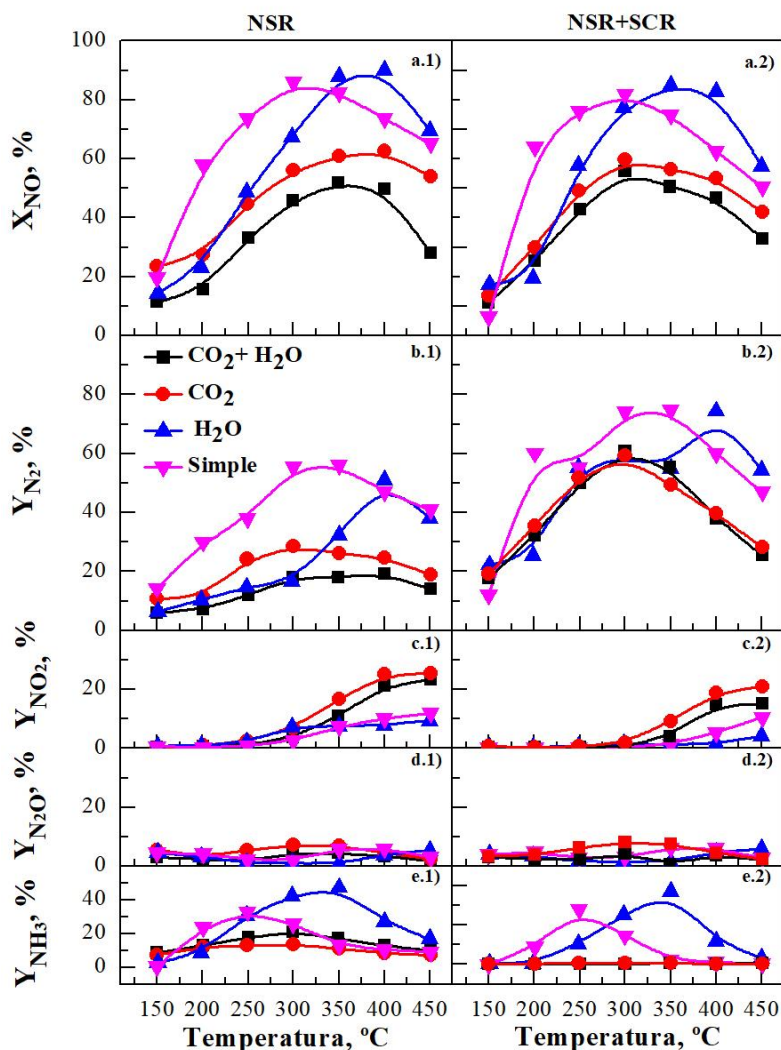 NSR NSR+SCR
100
80
60
40
20
0
X_NO, %
a.1) a.2)
b.1) b.2)
CO2+ H2O
CO2
H2O
Simple
80
60
40
20
0
Y_N2, %
c.1) c.2)
20
0
Y_NO2, %
d.1) d.2)
20
Y_N2O, %
e.1) e.2)
40
20
0
Y_NH3, %
150 200 250 300 350 400 450 150 200 250 300 350 400 450
Temperatura, ºC Temperatura, ºC